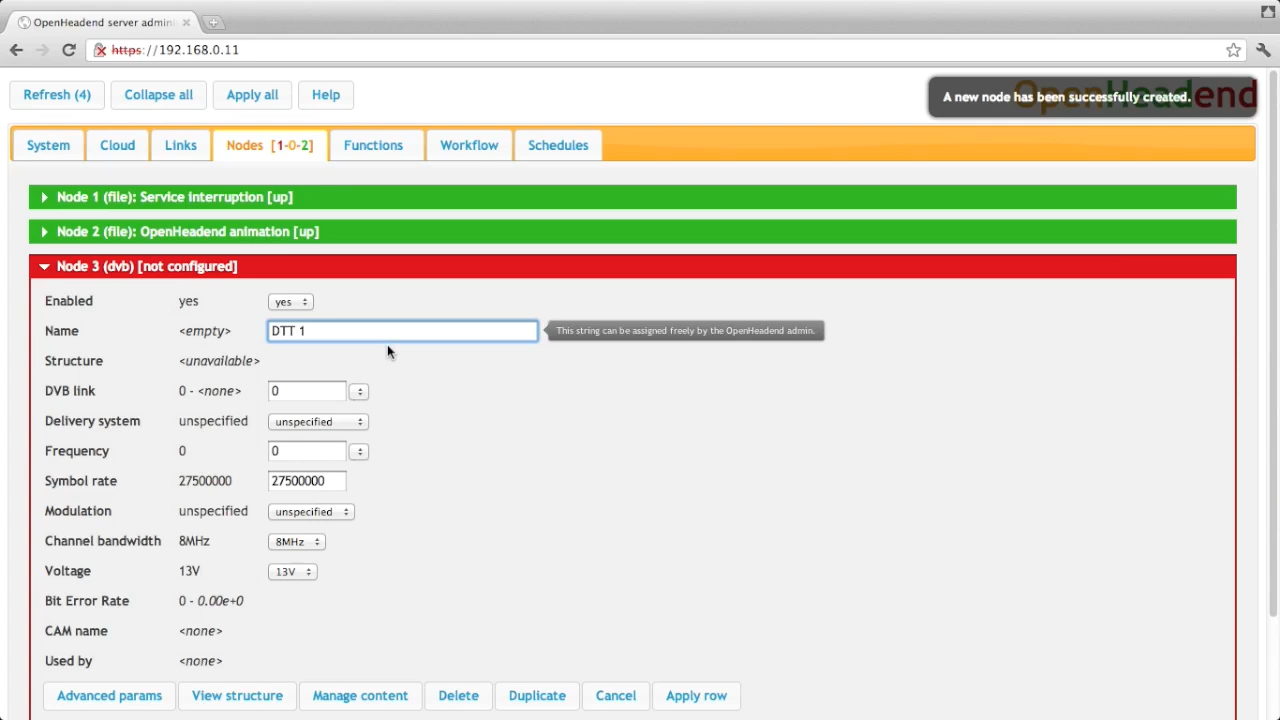 OpenHeadend server admin
https://192.168.0.11
Refresh (4) Collapse all Apply all Help
OpenHeadend
A new node has been successfully created.
System Cloud Links Nodes [1-0-2] Functions Workflow Schedules
Node 1 (file): Service interruption [up]
Node 2 (file): OpenHeadend animation [up]
Node 3 (dvb) [not configured]
Enabled yes yes
Name <empty> DTT 1 This string can be assigned freely by the OpenHeadend admin.
Structure <unavailable>
DVB link 0 - <none> 0
Delivery system unspecified unspecified
Frequency 0 0
Symbol rate 27500000 27500000
Modulation unspecified unspecified
Channel bandwidth 8MHz 8MHz
Voltage 13V 13V
Bit Error Rate 0 - 0.00e+0
CAM name <none>
Used by <none>
Advanced params View structure Manage content Delete Duplicate Cancel Apply row